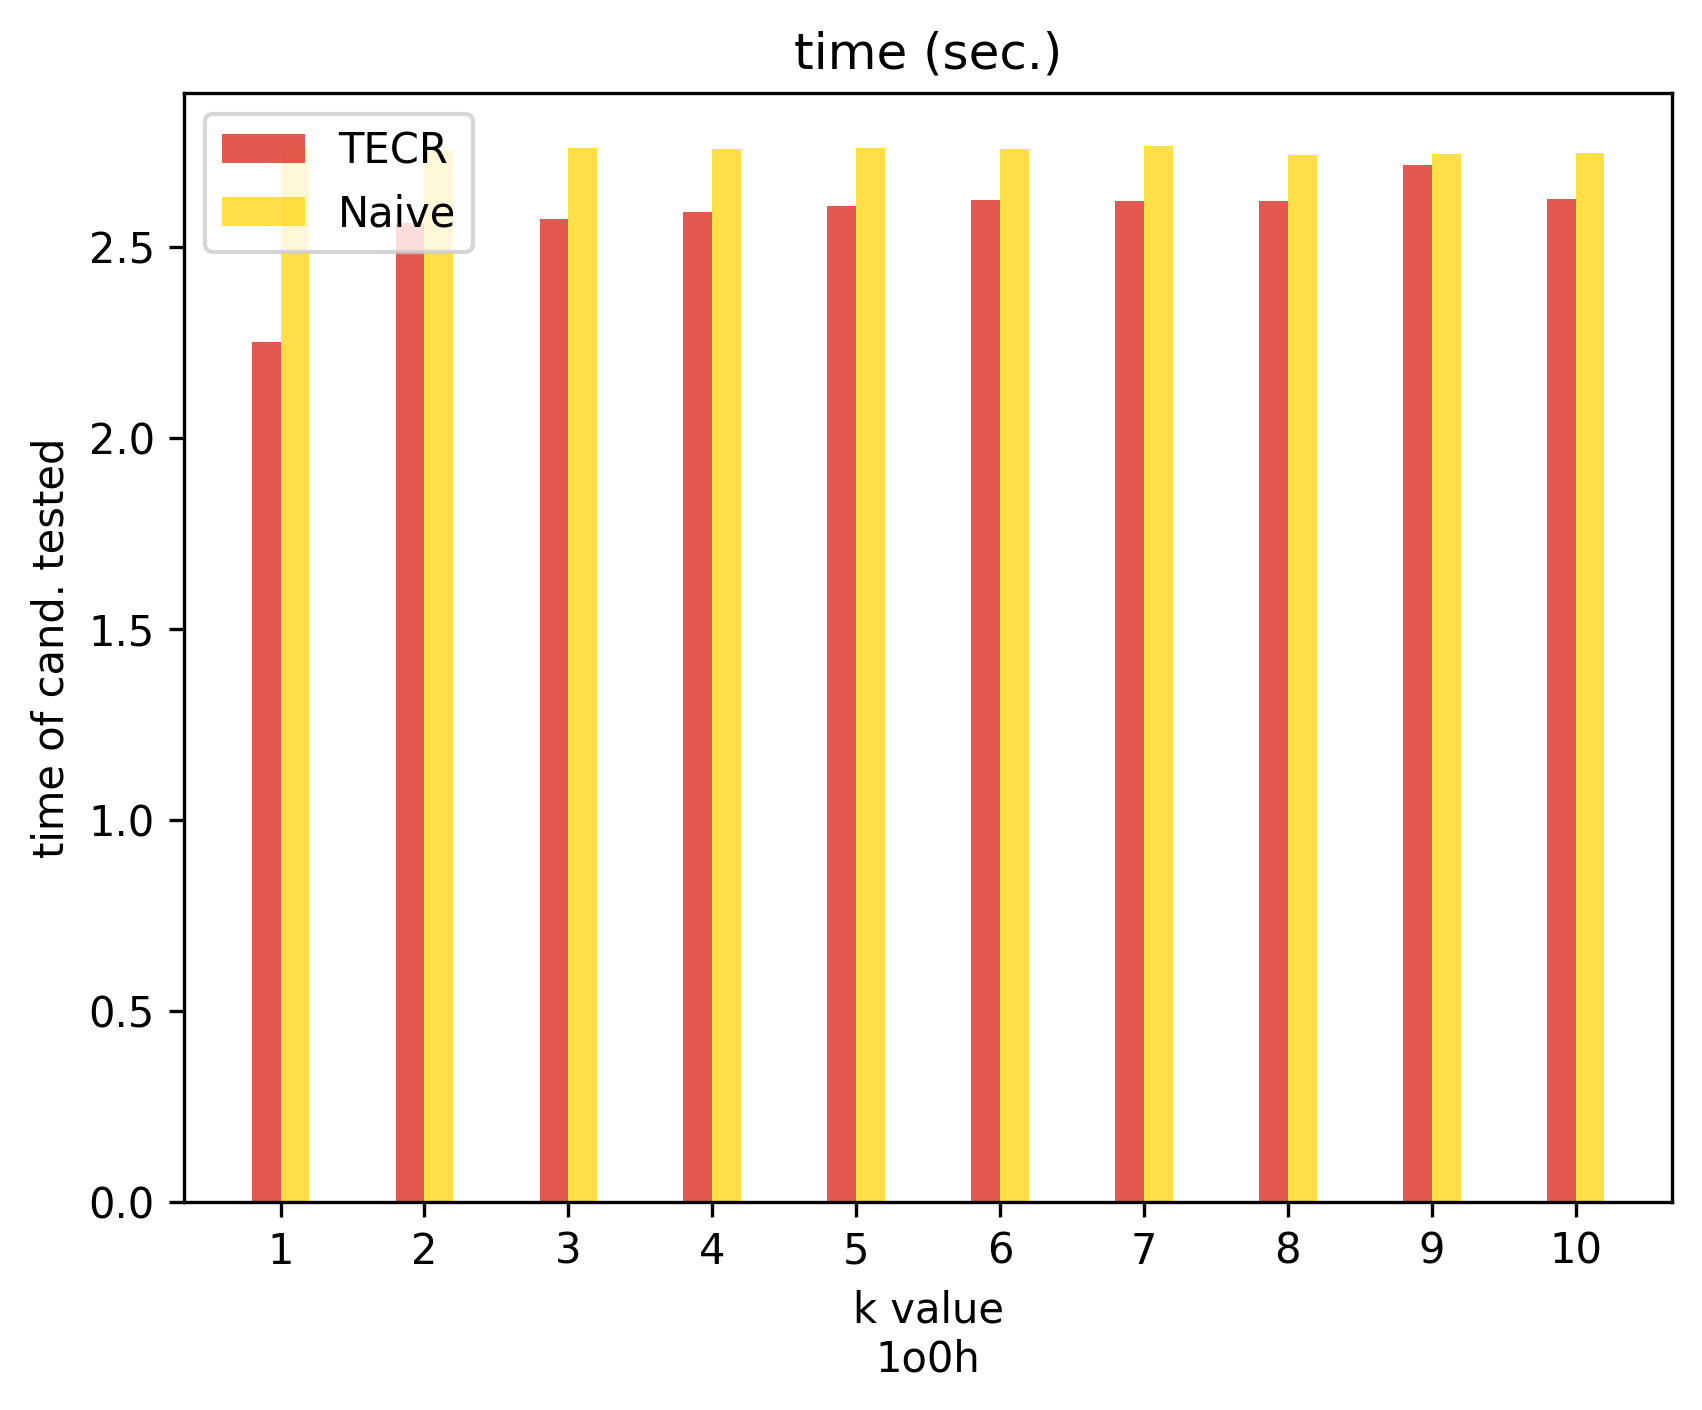 time (sec.)
TECR
Naive
time of cand. tested
2.5
2.0
1.5
1.0
0.5
0.0
1 2 3 4 5 6 7 8 9 10
k value
1o0h